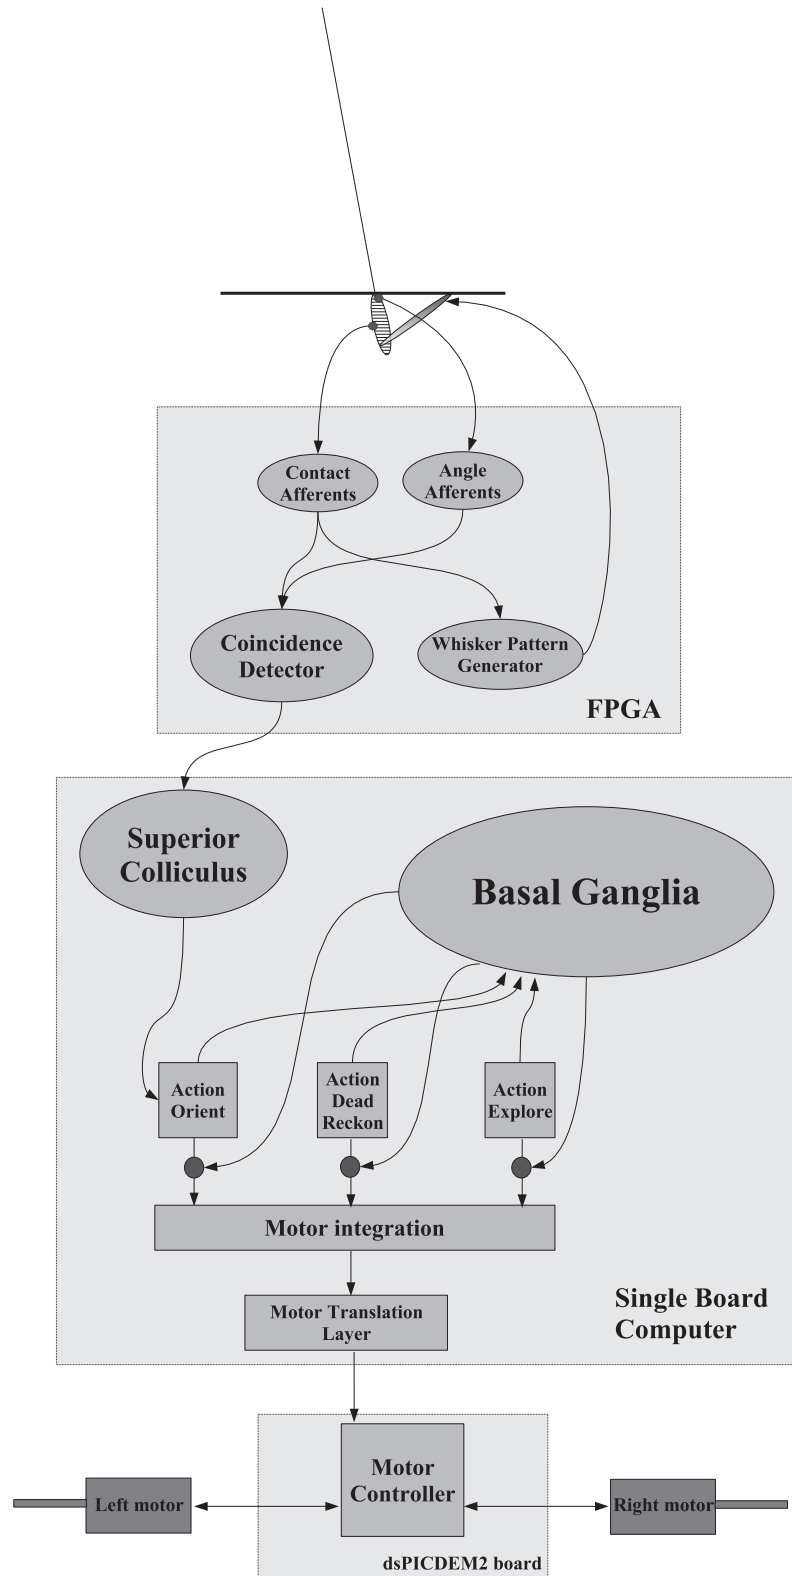 Contact
Afferents
Angle
Afferents
Coincidence
Detector
Whisker Pattern
Generator
FPGA
Superior
Colliculus
Basal Ganglia
Action
Orient
Action
Dead
Reckon
Action
Explore
Motor integration
Motor Translation
Layer
Single Board
Computer
Motor
Controller
Left motor
Right motor
dsPICDEM2 board